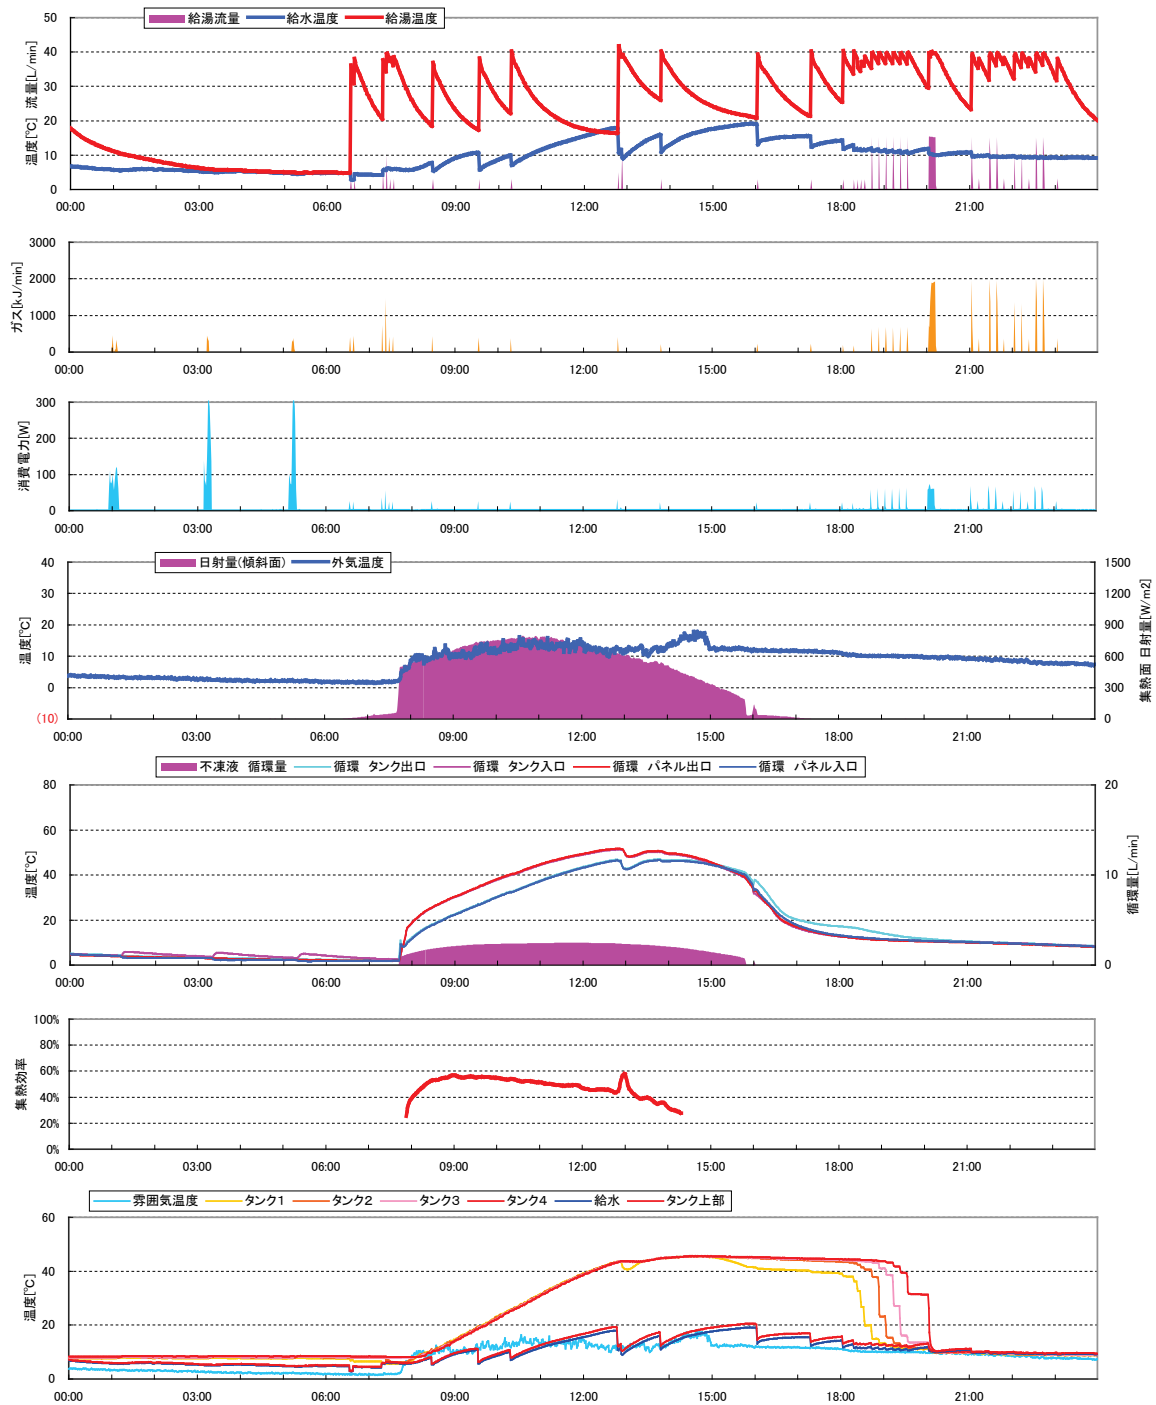 給湯流量 給水温度 給湯温度
温度[℃] 流量[L/min]
50
40
30
20
10
0
00:00 03:00 06:00 09:00 12:00 15:00 18:00 21:00
ガス[kJ/min]
3000
2000
1000
0
00:00 03:00 06:00 09:00 12:00 15:00 18:00 21:00
消費電力[W]
300
200
100
0
00:00 03:00 06:00 09:00 12:00 15:00 18:00 21:00
日射量(傾斜面) 外気温度
温度[℃]
40
30
20
10
0
(10)
1500
1200
900
600
300
0
集熱面 日射量[W/m2]
00:00 03:00 06:00 09:00 12:00 15:00 18:00 21:00
不凍液 循環量 循環 タンク出口 循環 タンク入口 循環 パネル出口 循環 パネル入口
温度[℃]
80
60
40
20
0
20
10
0
循環量[L/min]
00:00 03:00 06:00 09:00 12:00 15:00 18:00 21:00
集熱効率
100%
80%
60%
40%
20%
0%
00:00 03:00 06:00 09:00 12:00 15:00 18:00 21:00
雰囲気温度 タンク1 タンク2 タンク3 タンク4 給水 タンク上部
温度[℃]
60
40
20
0
00:00 03:00 06:00 09:00 12:00 15:00 18:00 21:00